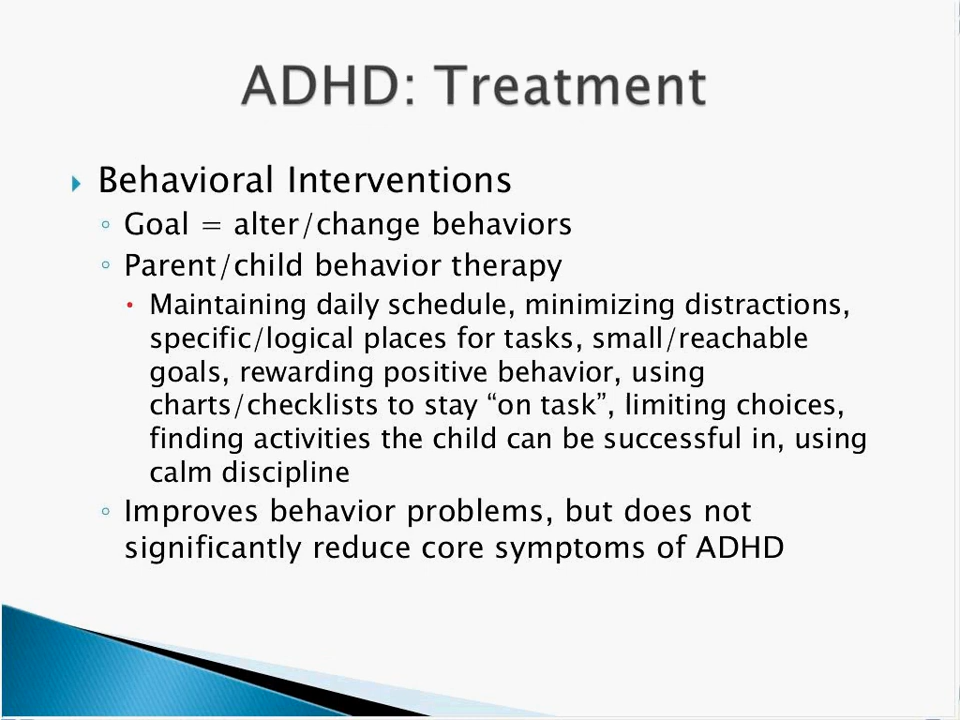 ADHD: Treatment
Behavioral Interventions
Goal = alter/change behaviors
Parent/child behavior therapy
Maintaining daily schedule, minimizing distractions,
specific/logical places for tasks, small/reachable
goals, rewarding positive behavior, using
charts/checklists to stay “on task”, limiting choices,
finding activities the child can be successful in, using
calm discipline
Improves behavior problems, but does not
significantly reduce core symptoms of ADHD